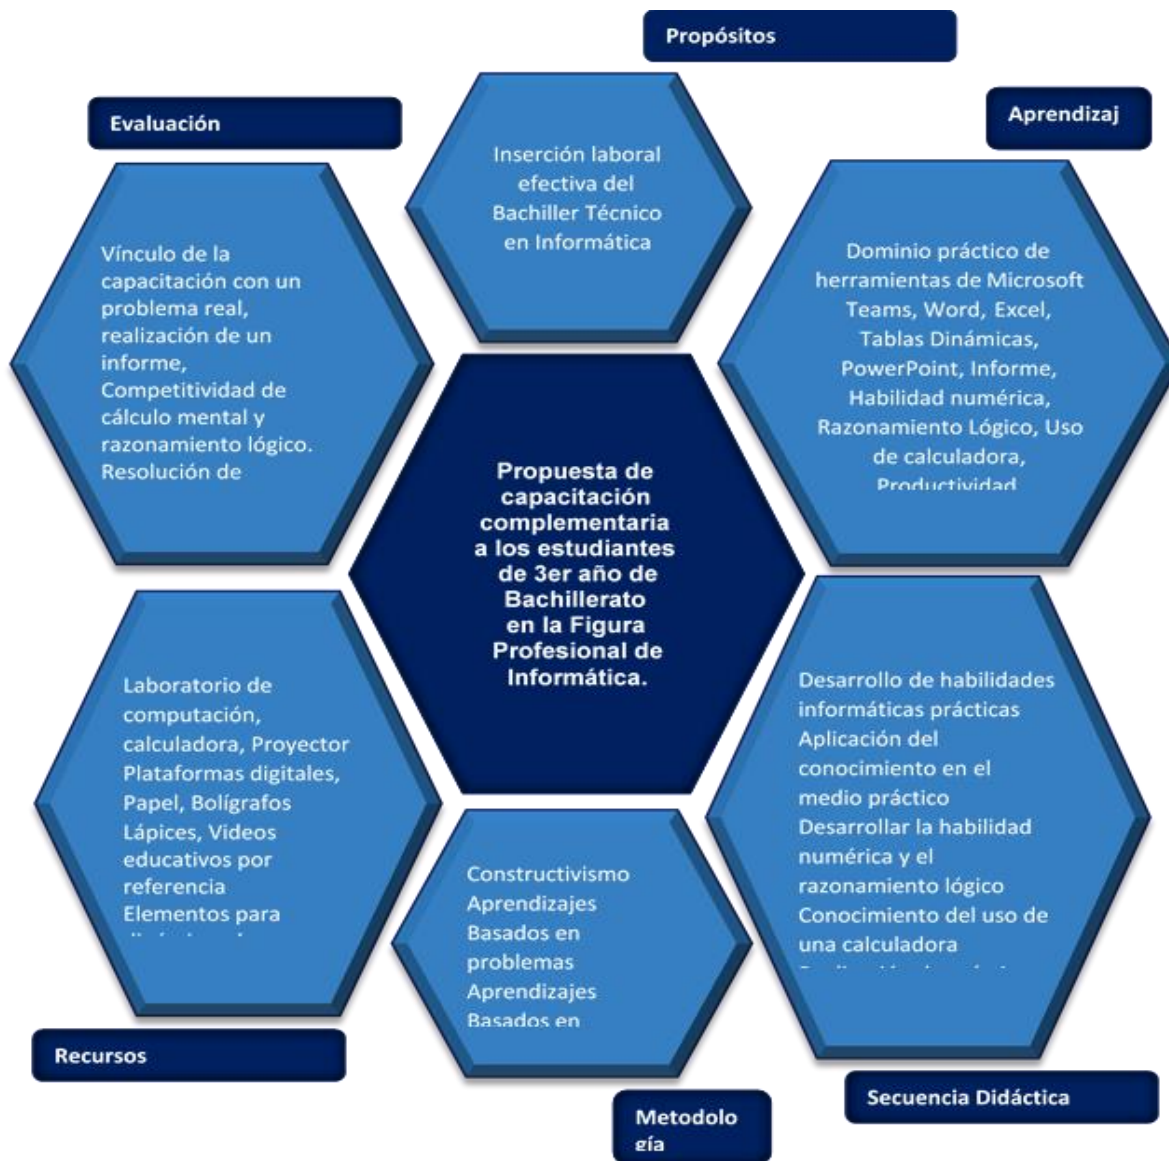 Propósitos
Inserción laboral
efectiva del
Bachiller Técnico
en Informática
Aprendizaj
Dominio práctico de
herramientas de Microsoft
Teams, Word, Excel,
Tablas Dinámicas,
PowerPoint, Informe,
Habilidad numérica,
Razonamiento Lógico, Uso
de calculadora,
Productividad
Evaluación
Vínculo de la
capacitación con un
problema real,
realización de un
informe,
Competitividad de
cálculo mental y
razonamiento lógico.
Resolución de
Propuesta de
capacitación
complementaria
a los estudiantes
de 3er año de
Bachillerato
en la Figura
Profesional de
Informática.
Laboratorio de
computación,
calculadora, Proyector
Plataformas digitales,
Papel, Bolígrafos
Lápices, Videos
educativos por
referencia
Elementos para
Recursos
Constructivismo
Aprendizajes
Basados en
problemas
Aprendizajes
Basados en
Metodolo
gía
Desarrollo de habilidades
informáticas prácticas
Aplicación del
conocimiento en el
medio práctico
Desarrollar la habilidad
numérica y el
razonamiento lógico
Conocimiento del uso de
una calculadora
Secuencia Didáctica